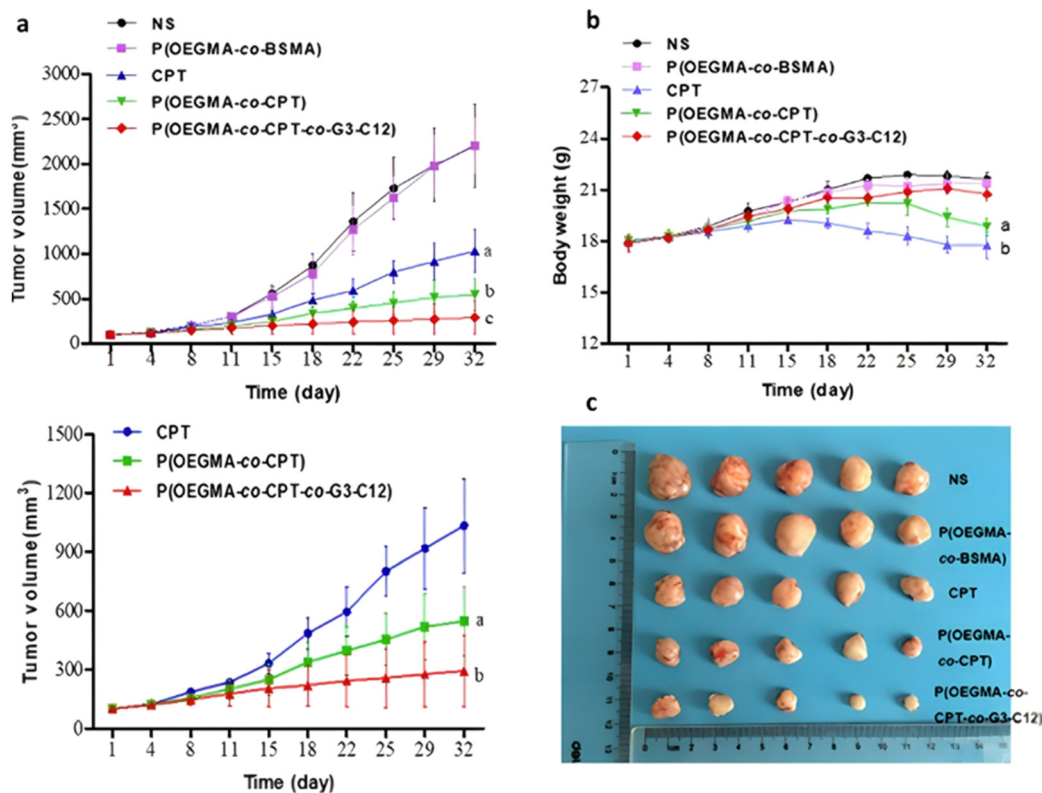 a
NS
P(OEGMA-co-BSMA)
CPT
P(OEGMA-co-CPT)
P(OEGMA-co-CPT-co-G3-C12)
Tumor volume(mm³)
3000
2500
2000
1500
1000
500
0
a
b
c
1 4 8 11 15 18 22 25 29 32
Time (day)
b
NS
P(OEGMA-co-BSMA)
CPT
P(OEGMA-co-CPT)
P(OEGMA-co-CPT-co-G3-C12)
Body weight (g)
27
24
21
18
15
12
a
b
1 4 8 11 15 18 22 25 29 32
Time (day)
CPT
P(OEGMA-co-CPT)
P(OEGMA-co-CPT-co-G3-C12)
Tumor volume(mm³)
1500
1200
900
600
300
0
a
b
1 4 8 11 15 18 22 25 29 32
Time (day)
c
NS
P(OEGMA-
co-BSMA)
CPT
P(OEGMA-
co-CPT)
P(OEGMA-co-
CPT-co-G3-C12)
0 1cm 2 3 4 5 6 7 8 9 10 11 12 13 14